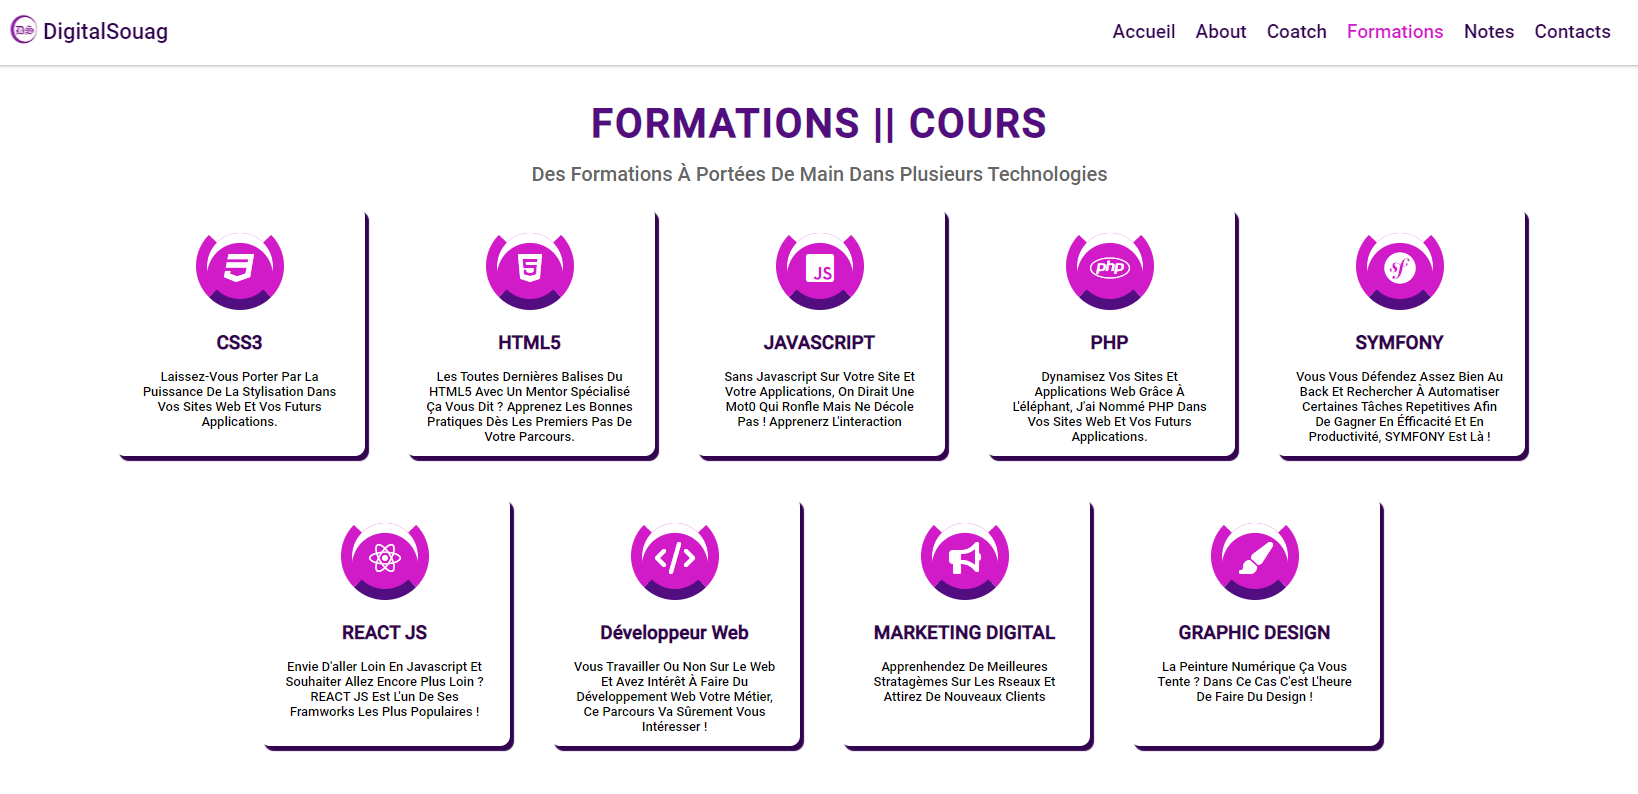 DS DigitalSouag
Accueil About Coatch Formations Notes Contacts
FORMATIONS || COURS
Des Formations À Portées De Main Dans Plusieurs Technologies
CSS3
Laissez-Vous Porter Par La
Puissance De La Stylisation Dans
Vos Sites Web Et Vos Futurs
Applications.
5
HTML5
Les Toutes Dernières Balises Du
HTML5 Avec Un Mentor Spécialisé
Ça Vous Dit ? Apprenez Les Bonnes
Pratiques Dès Les Premiers Pas De
Votre Parcours.
JS
JAVASCRIPT
Sans Javascript Sur Votre Site Et
Votre Applications, On Dirait Une
Mot0 Qui Ronfle Mais Ne Décole
Pas ! Apprenerz L'interaction
php
PHP
Dynamisez Vos Sites Et
Applications Web Grâce À
L'éléphant, J'ai Nommé PHP Dans
Vos Sites Web Et Vos Futurs
Applications.
sf
SYMFONY
Vous Vous Défendez Assez Bien Au
Back Et Rechercher À Automatiser
Certaines Tâches Repetitives Afin
De Gagner En Éfficacité Et En
Productivité, SYMFONY Est Là !
REACT JS
Envie D'aller Loin En Javascript Et
Souhaiter Allez Encore Plus Loin ?
REACT JS Est L'un De Ses
Framworks Les Plus Populaires !
</>
Développeur Web
Vous Travailler Ou Non Sur Le Web
Et Avez Intérêt À Faire Du
Développement Web Votre Métier,
Ce Parcours Va Sûrement Vous
Intéresser !
MARKETING DIGITAL
Apprenhendez De Meilleures
Stratagèmes Sur Les Rseaux Et
Attirez De Nouveaux Clients
GRAPHIC DESIGN
La Peinture Numérique Ça Vous
Tente ? Dans Ce Cas C'est L'heure
De Faire Du Design !